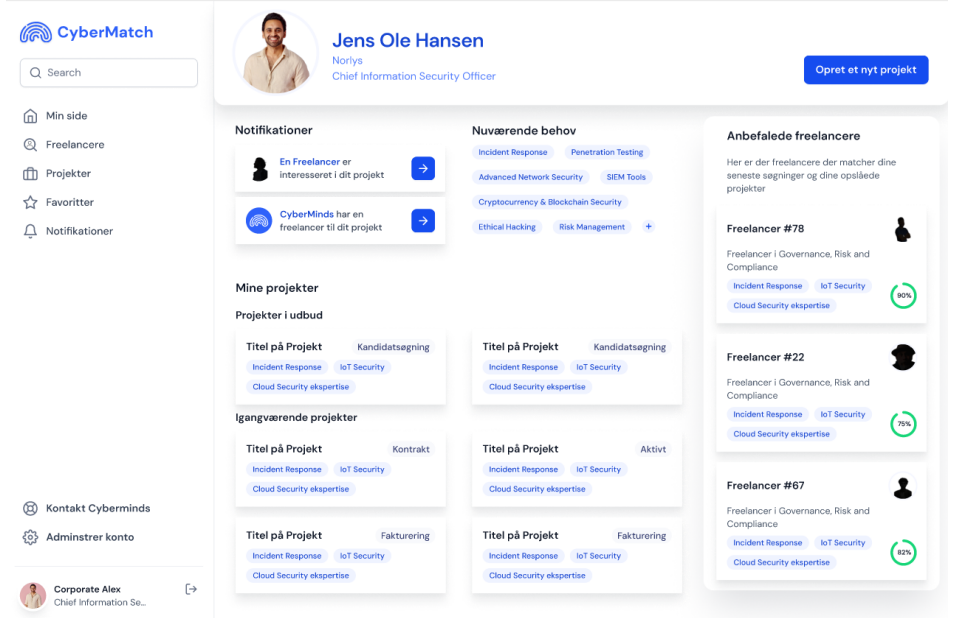 CyberMatch
Search
Min side
Freelancere
Projekter
Favoritter
Notifikationer
Kontakt Cyberminds
Adminstrer konto
Corporate Alex
Chief Information Se...
Jens Ole Hansen
Norlys
Chief Information Security Officer
Opret et nyt projekt
Notifikationer
En Freelancer er
interesseret i dit projekt
CyberMinds har en
freelancer til dit projekt
Nuværende behov
Incident Response Penetration Testing
Advanced Network Security SIEM Tools
Cryptocurrency & Blockchain Security
Ethical Hacking Risk Management +
Mine projekter
Projekter i udbud
Titel på Projekt Kandidatsøgning
Incident Response IoT Security
Cloud Security ekspertise
Titel på Projekt Kandidatsøgning
Incident Response IoT Security
Cloud Security ekspertise
Igangværende projekter
Titel på Projekt Kontrakt
Incident Response IoT Security
Cloud Security ekspertise
Titel på Projekt Aktivt
Incident Response IoT Security
Cloud Security ekspertise
Titel på Projekt Fakturering
Incident Response IoT Security
Cloud Security ekspertise
Titel på Projekt Fakturering
Incident Response IoT Security
Cloud Security ekspertise
Anbefalede freelancere
Her er der freelancere der matcher dine
seneste søgninger og dine opslåede
projekter
Freelancer #78
Freelancer i Governance, Risk and
Compliance
Incident Response IoT Security
Cloud Security ekspertise
90%
Freelancer #22
Freelancer i Governance, Risk and
Compliance
Incident Response IoT Security
Cloud Security ekspertise
75%
Freelancer #67
Freelancer i Governance, Risk and
Compliance
Incident Response IoT Security
Cloud Security ekspertise
82%